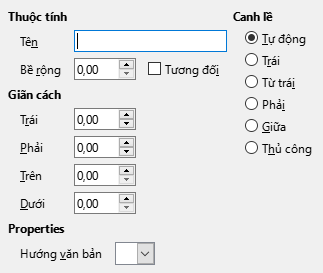 Thuộc tính
Tên
Bề rộng 0,00 Tương đối
Giãn cách
Trái 0,00
Phải 0,00
Trên 0,00
Dưới 0,00
Properties
Hướng văn bản
Canh lề
Tự động
Trái
Từ trái
Phải
Giữa
Thủ công